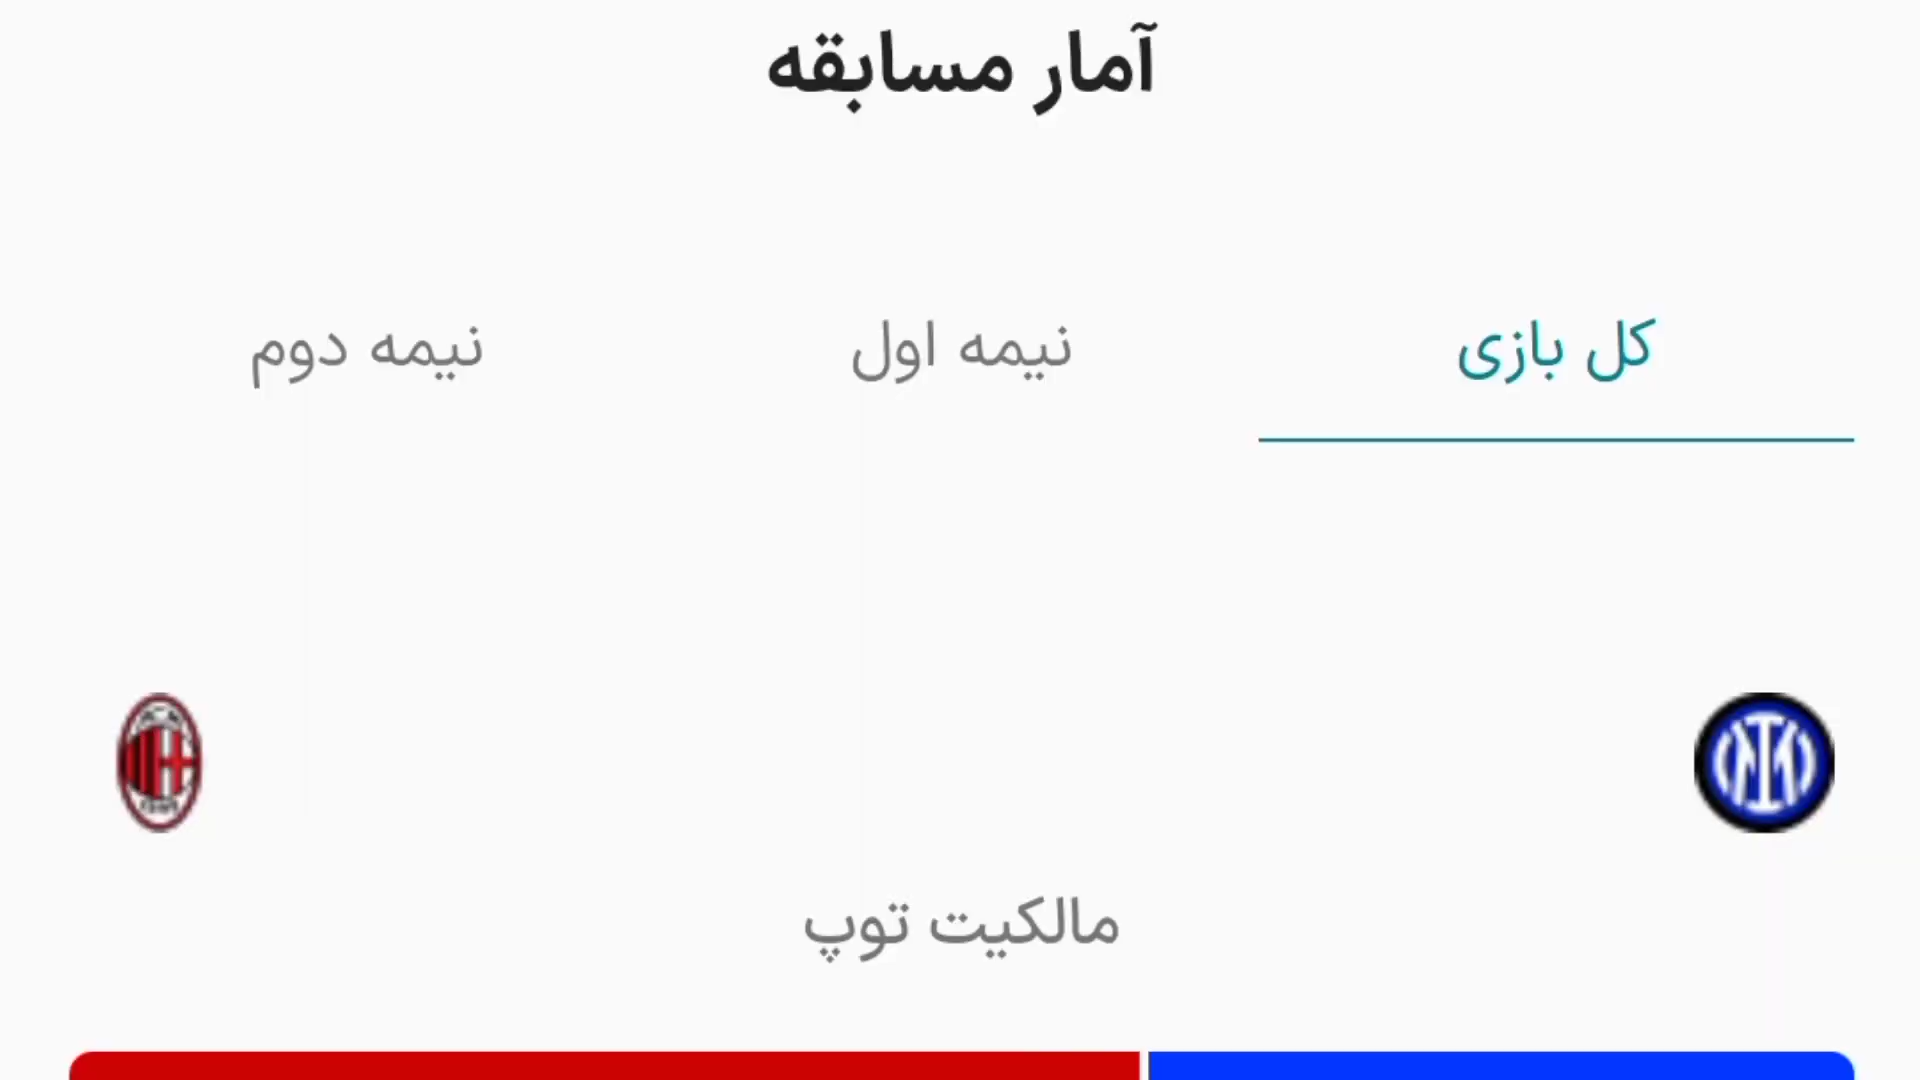 آمار مسابقه
کل بازی نیمه اول نیمه دوم
مالکیت توپ